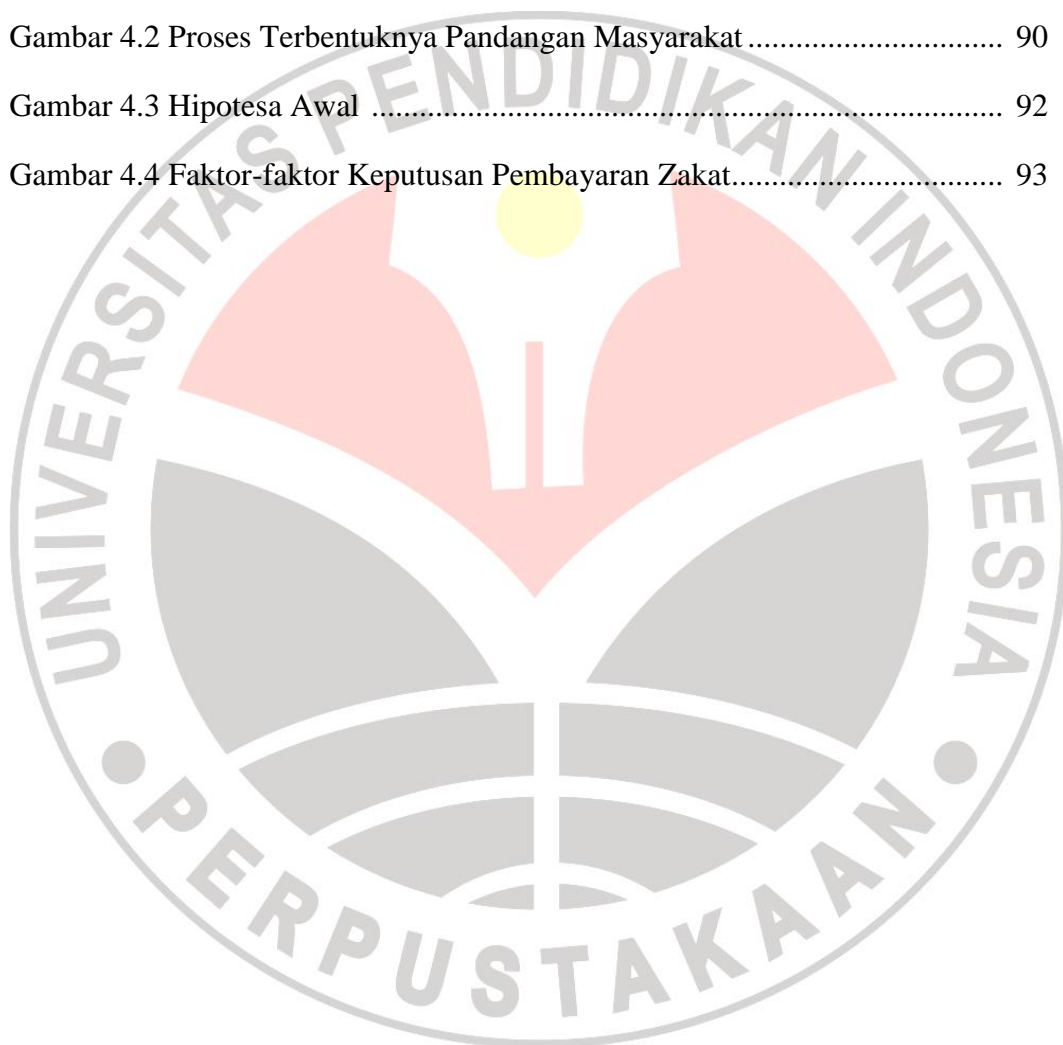 Gambar 4.2 Proses Terbentuknya Pandangan Masyarakat ................................ 90
Gambar 4.3 Hipotesa Awal ............................................................................... 92
Gambar 4.4 Faktor-faktor Keputusan Pembayaran Zakat.................................. 93
UNIVERSITAS PENDIDIKAN INDONESIA
PERPUSTAKAAN